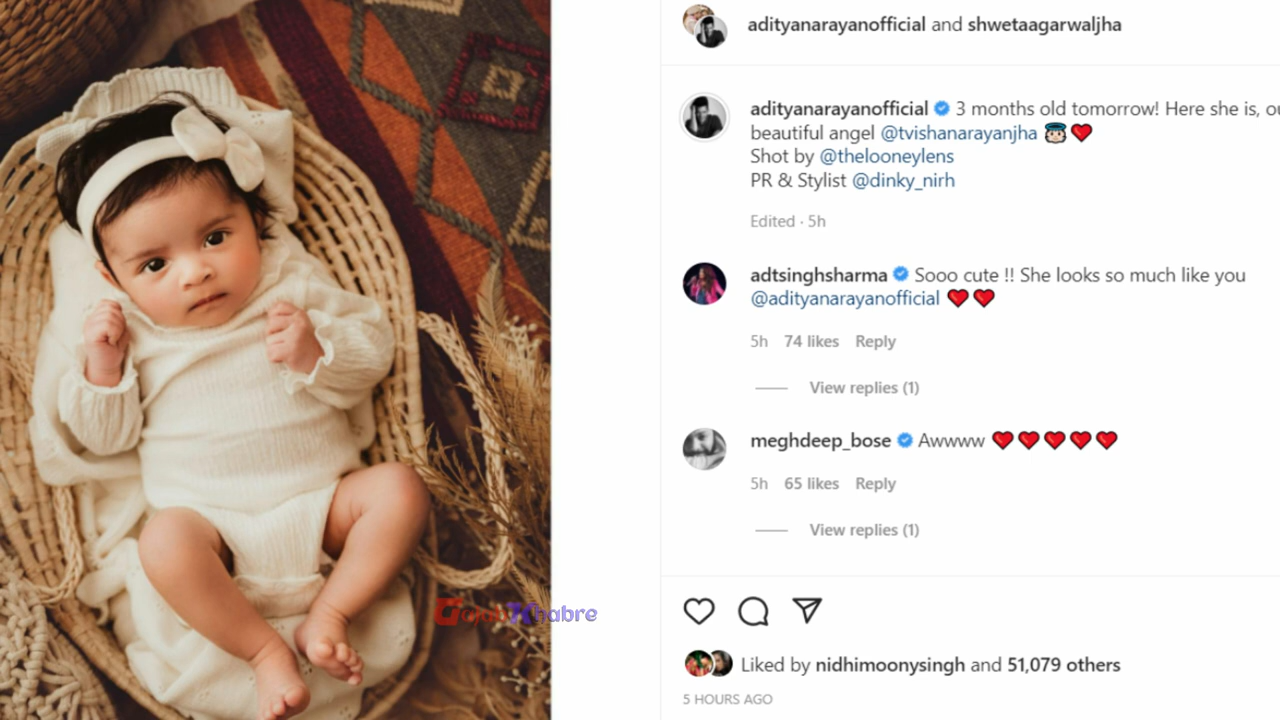 adityanarayanofficial and shwetaagarwaljha
adityanarayanofficial 3 months old tomorrow! Here she is, ou
beautiful angel @tvishanarayanjha 👼❤️
Shot by @thelooneylens
PR & Stylist @dinky_nirh
Edited · 5h
adtsinghsharma Sooo cute !! She looks so much like you
@adityanarayanofficial ❤️❤️
5h 74 likes Reply
View replies (1)
meghdeep_bose Awwww ❤️❤️❤️❤️❤️
5h 65 likes Reply
View replies (1)
GajabKhabre
Liked by nidhimoonysingh and 51,079 others
5 HOURS AGO